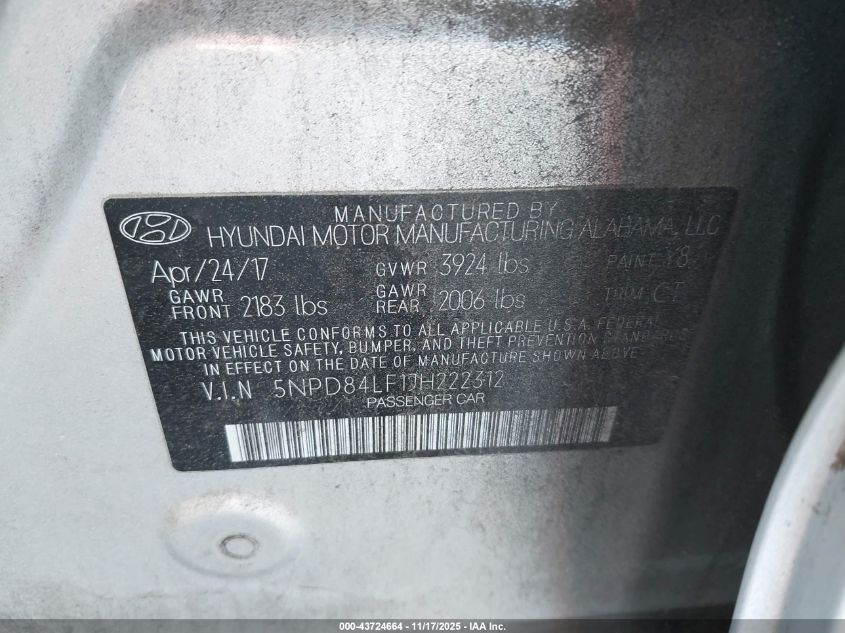 MANUFACTURED BY
HYUNDAI MOTOR MANUFACTURING ALABAMA, LLC
Apr/24/17 GVWR 3924 lbs PAINT Y8
GAWR FRONT 2183 lbs GAWR REAR 2006 lbs TRIM CT
THIS VEHICLE CONFORMS TO ALL APPLICABLE U.S.A. FEDERAL
MOTOR VEHICLE SAFETY, BUMPER, AND THEFT PREVENTION STANDARDS
IN EFFECT ON THE DATE OF MANUFACTURE SHOWN ABOVE
V.I.N 5NPD84LF1JH222312
PASSENGER CAR
000-43724664 - 11/17/2025 - IAA Inc.